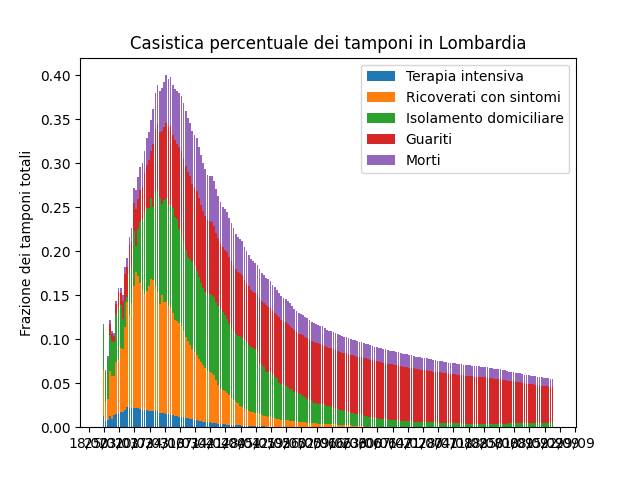 Casistica percentuale dei tamponi in Lombardia
Terapia intensiva
Ricoverati con sintomi
Isolamento domiciliare
Guariti
Morti
Frazione dei tamponi totali
0.40
0.35
0.30
0.25
0.20
0.15
0.10
0.05
0.00